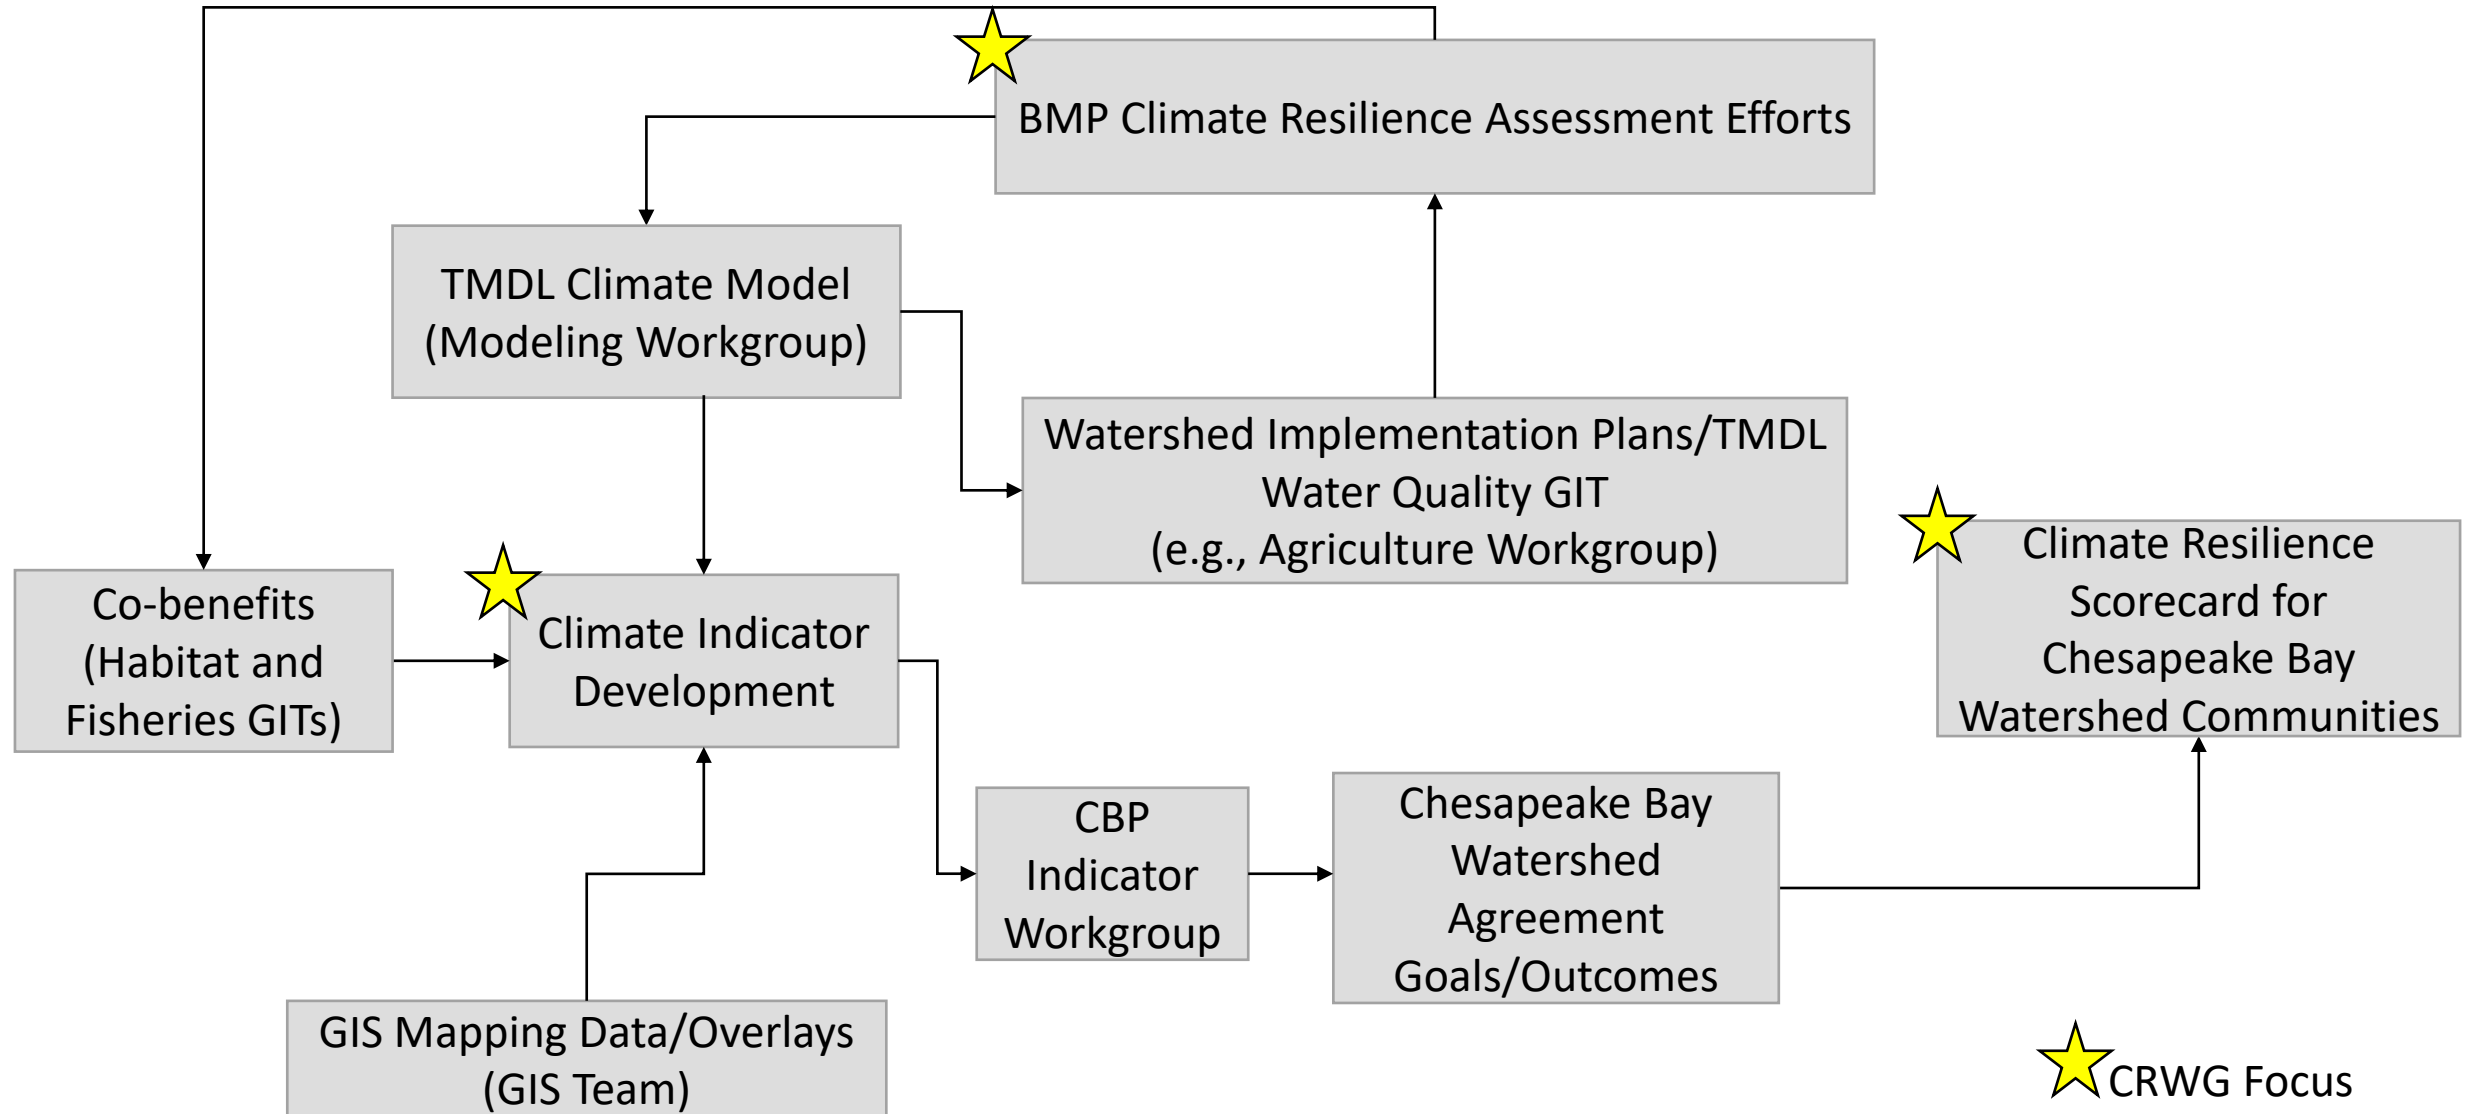 BMP Climate Resilience Assessment Efforts
TMDL Climate Model
(Modeling Workgroup)
Watershed Implementation Plans/TMDL
Water Quality GIT
(e.g., Agriculture Workgroup)
Climate Resilience
Scorecard for
Chesapeake Bay
Watershed Communities
Co-benefits
(Habitat and
Fisheries GITs)
Climate Indicator
Development
CBP
Indicator
Workgroup
Chesapeake Bay
Watershed
Agreement
Goals/Outcomes
GIS Mapping Data/Overlays
(GIS Team)
CRWG Focus